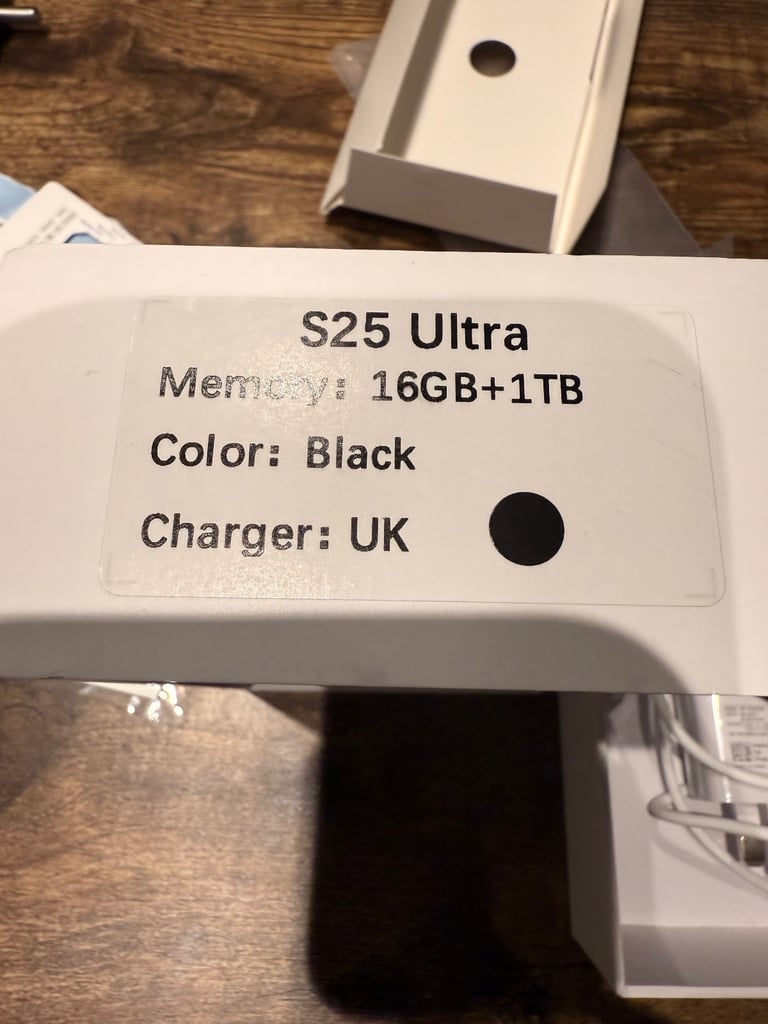 S25 Ultra
Memory: 16GB+1TB
Color: Black
Charger: UK